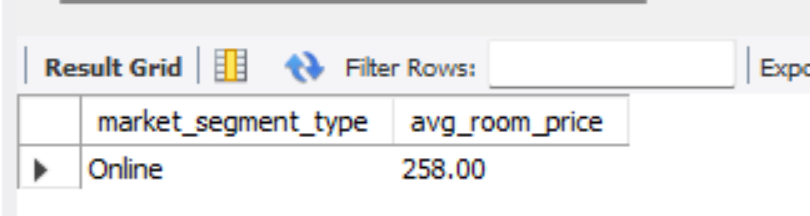 Result Grid Filter Rows: Expo
market_segment_type avg_room_price
Online 258.00